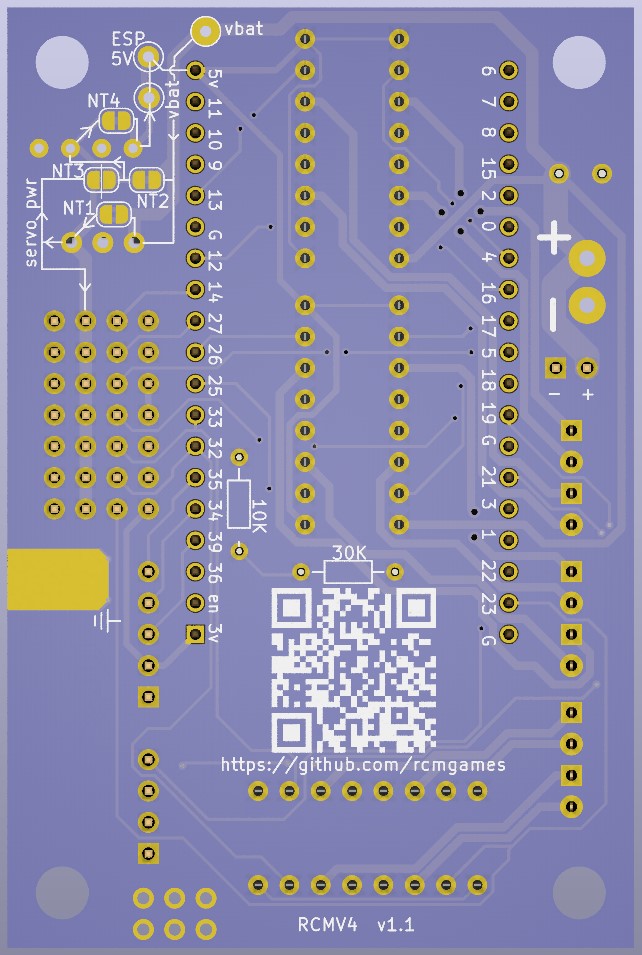 ESP
5V
vbat
vbat
NT4
NT3
NT2
NT1
servo pwr
5v
11
10
9
13
G
12
14
27
26
25
33
32
35
34
39
36
en
3v
6
7
8
15
2
0
4
16
17
5
18
19
G
21
3
1
22
23
G
+
−
− +
10K
30K
https://github.com/rcmgames
RCMV4 v1.1